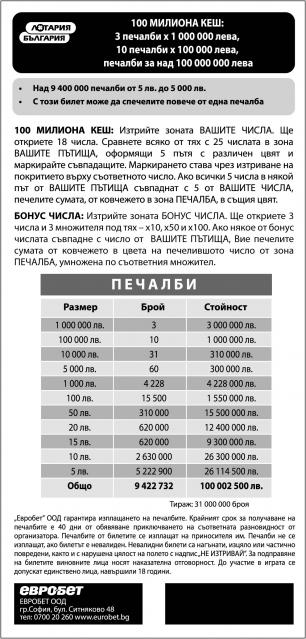 ЛОТАРИЯ
БЪЛГАРИЯ
100 МИЛИОНА КЕШ:
3 печалби x 1 000 000 лева,
10 печалби x 100 000 лева,
печалби за над 100 000 000 лева
• Над 9 400 000 печалби от 5 лв. до 5 000 лв.
• С този билет може да спечелите повече от една печалба
100 МИЛИОНА КЕШ: Изтрийте зоната ВАШИТЕ ЧИСЛА. Ще
откриете 18 числа. Сравнете всяко от тях с 25 числата в зона
ВАШИТЕ ПЪТИЩА, оформящи 5 пътя с различен цвят и
маркирайте съвпадащите. Маркирането става чрез изтриване на
покритието върху съответното число. Ако всички 5 числа в някой
път от ВАШИТЕ ПЪТИЩА съвпаднат с 5 от ВАШИТЕ ЧИСЛА,
печелите сумата, от ковчежето в зона ПЕЧАЛБА, в същия цвят.
БОНУС ЧИСЛА: Изтрийте зоната БОНУС ЧИСЛА. Ще откриете 3
числа и 3 множителя под тях – x10, x50 и x100. Ако някое от бонус
числата съвпадне с число от ВАШИТЕ ПЪТИЩА, Вие печелите
сумата от ковчежето в цвета на печелившото число от зона
ПЕЧАЛБА, умножена по съответния множител.
ПЕЧАЛБИ
Размер Брой Стойност
1 000 000 лв. 3 3 000 000 лв.
100 000 лв. 10 1 000 000 лв.
10 000 лв. 31 310 000 лв.
5 000 лв. 60 300 000 лв.
1 000 лв. 4 228 4 228 000 лв.
100 лв. 15 500 1 550 000 лв.
50 лв. 310 000 15 500 000 лв.
20 лв. 620 000 12 400 000 лв.
15 лв. 620 000 9 300 000 лв.
10 лв. 2 630 000 26 300 000 лв.
5 лв. 5 222 900 26 114 500 лв.
Общо 9 422 732 100 002 500 лв.
Тираж: 31 000 000 броя
„Евробет“ ООД гарантира изплащането на печалбите. Крайният срок за получаване на
печалбите е 40 дни от обявяване приключването на съответната разновидност от
организатора. Печалбите от билетите се изплащат на приносителя им. Печалби не се
изплащат, ако билетът е невалиден. Невалидни билети са нагънати, изцяло или частично
повредени, както и с нарушена цялост на полето с надпис „НЕ ИЗТРИВАЙ“. За подправяне
на билетите виновните лица носят наказателна отговорност. До участие в играта се
допускат единствено лица, навършили 18 години.
ЕВРОБЕТ
ЕВРОБЕТ ООД
гр.София, бул. Ситняково 48
тел: 0700 20 260 www.eurobet.bg